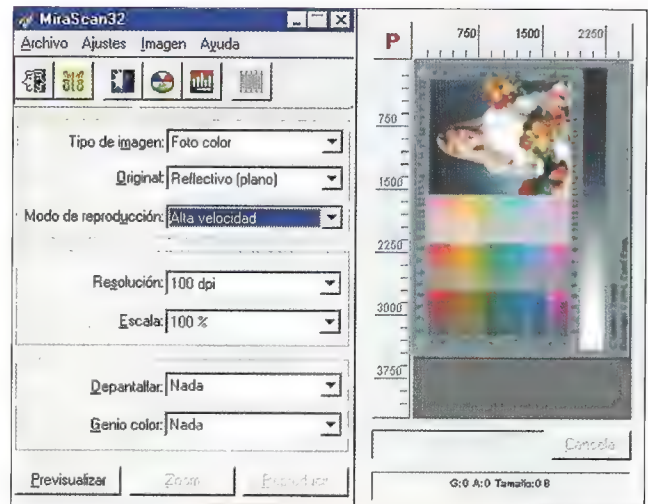 MiraScan32
Archivo Ajustes Imagen Ayuda
Tipo de imagen: Foto color
Original: Reflectivo (plano)
Modo de reproducción: Alta velocidad
Resolución: 100 dpi
Escala: 100 %
Depantallar: Nada
Genio color: Nada
Previsualizar Zoom Reproducir
P 750 1500 2250
750
1500
2250
3000
3750
Cancela
G:0 A:0 Tamaño:0 B